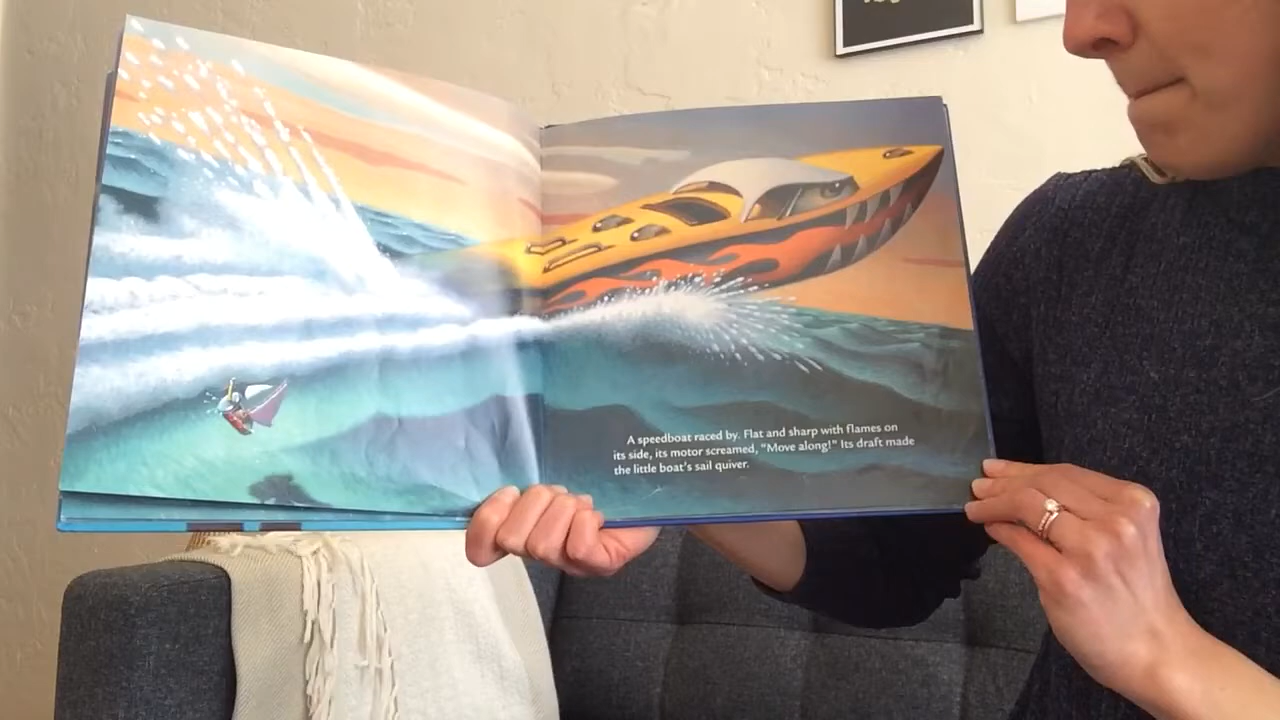 A speedboat raced by. Flat and sharp with flames on
its side, its motor screamed, “Move along!” Its draft made
the little boat’s sail quiver.